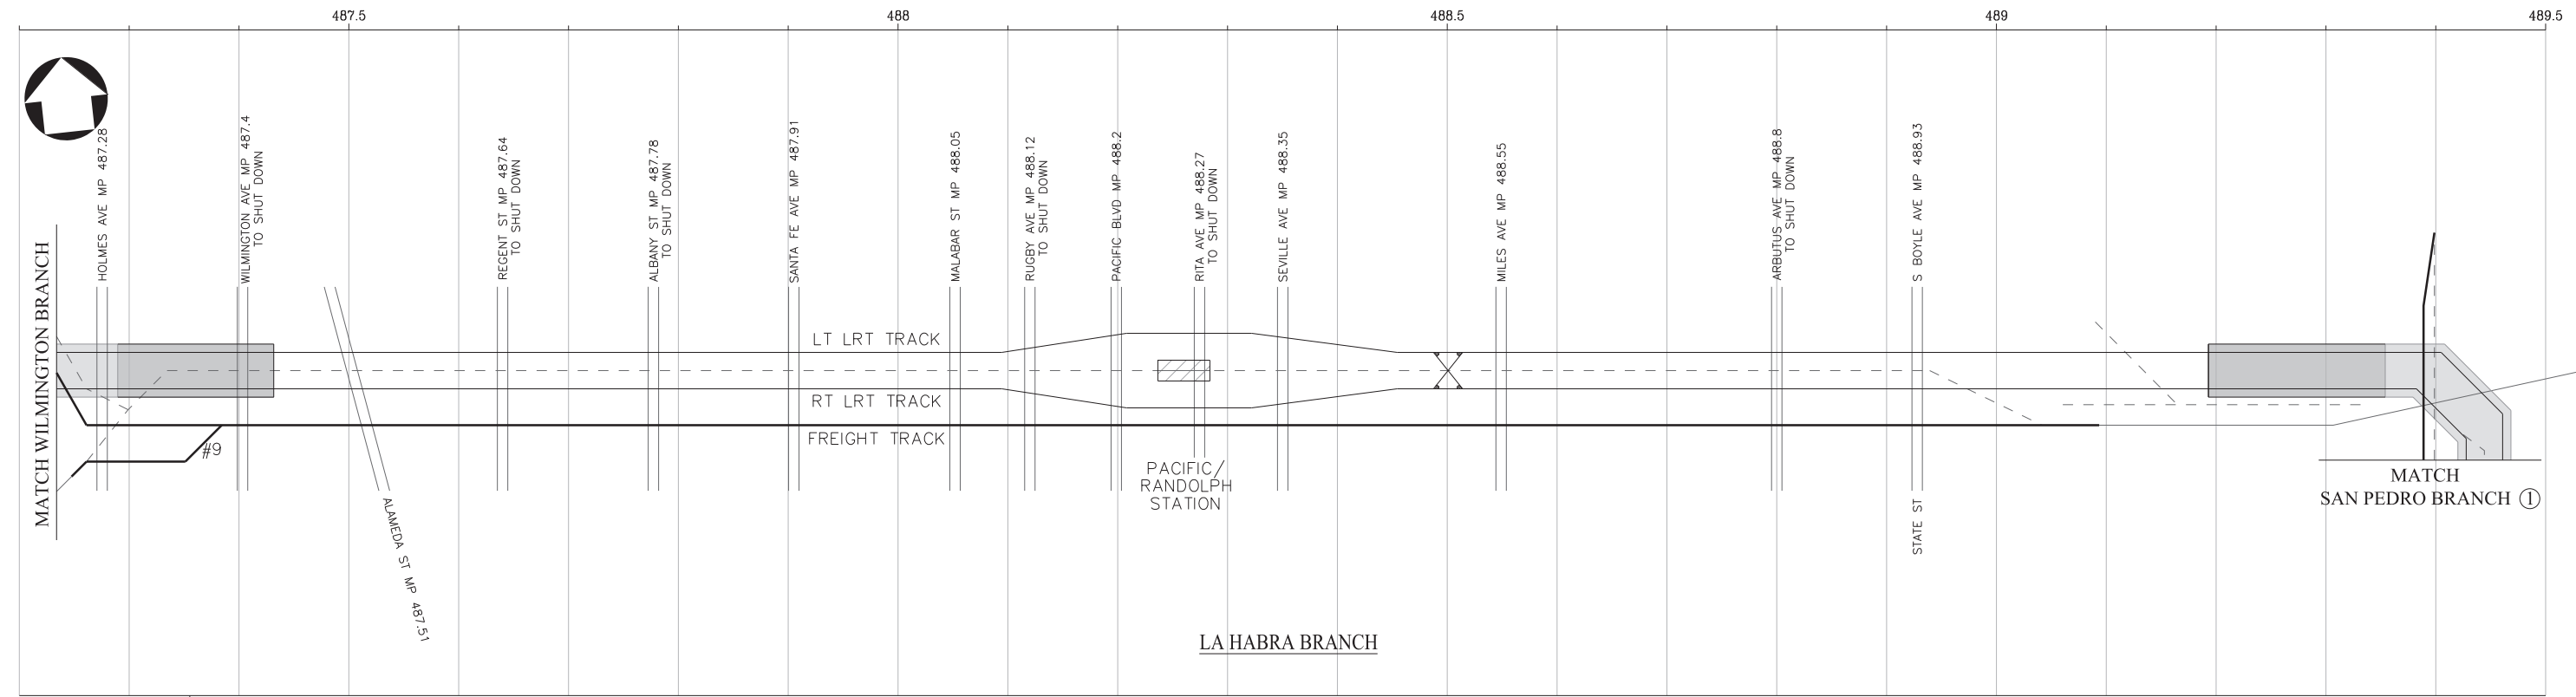 487.5
488
488.5
489
489.5
HOLMES AVE MP 487.28
WILMINGTON AVE MP 487.4
TO SHUT DOWN
REGENT ST MP 487.64
TO SHUT DOWN
ALBANY ST MP 487.78
TO SHUT DOWN
SANTA FE AVE MP 487.91
MALABAR ST MP 488.05
RUGBY AVE MP 488.12
TO SHUT DOWN
PACIFIC BLVD MP 488.2
RITA AVE MP 488.27
TO SHUT DOWN
SEVILLE AVE MP 488.35
MILES AVE MP 488.55
ARBUTUS AVE MP 488.8
TO SHUT DOWN
S BOYLE AVE MP 488.93
MATCH WILMINGTON BRANCH
LT LRT TRACK
RT LRT TRACK
FREIGHT TRACK
#9
PACIFIC/
RANDOLPH
STATION
ALAMEDA ST MP 487.51
STATE ST
MATCH
SAN PEDRO BRANCH ①
LA HABRA BRANCH